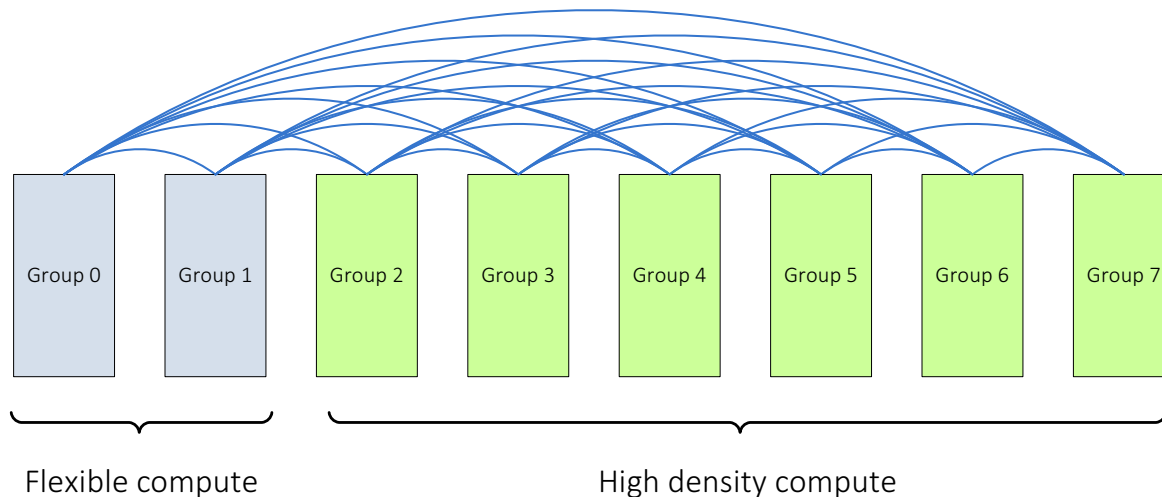 Group 0
Group 1
Group 2
Group 3
Group 4
Group 5
Group 6
Group 7
Flexible compute
High density compute